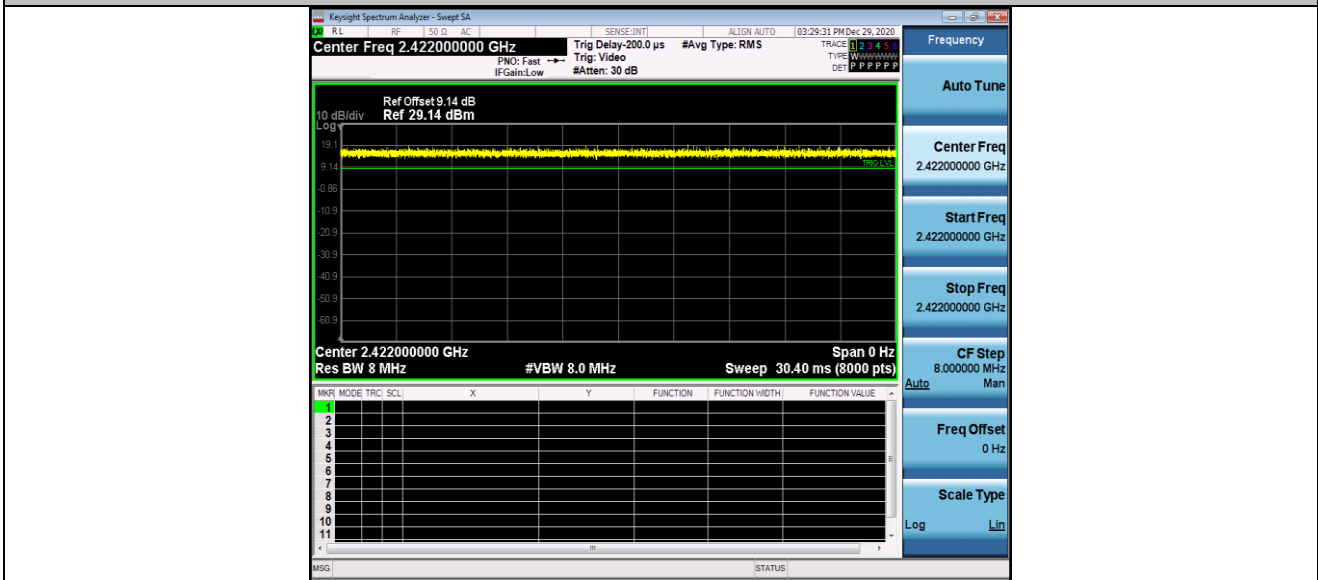 Keysight Spectrum Analyzer - Swept SA
RL RF 50 Ω AC SENSE:INT ALIGN AUTO 03:29:31 PM Dec 29, 2020
Center Freq 2.422000000 GHz
PNO: Fast
IFGain:Low
Trig Delay-200.0 µs
Trig: Video
#Atten: 30 dB
#Avg Type: RMS
TRACE 1 2 3 4 5 6
TYPE WWWWWW
DET P P P P P P
Ref Offset 9.14 dB
10 dB/div Ref 29.14 dBm
Log
19.1
9.14
TRIG LVL
-0.86
-10.9
-20.9
-30.9
-40.9
-50.9
-60.9
Center 2.422000000 GHz Span 0 Hz
Res BW 8 MHz #VBW 8.0 MHz Sweep 30.40 ms (8000 pts)
MKR MODE TRC SCL X Y FUNCTION FUNCTION WIDTH FUNCTION VALUE
1
2
3
4
5
6
7
8
9
10
11
MSG STATUS
Frequency
Auto Tune
Center Freq
2.422000000 GHz
Start Freq
2.422000000 GHz
Stop Freq
2.422000000 GHz
CF Step
8.000000 MHz
Auto Man
Freq Offset
0 Hz
Scale Type
Log Lin